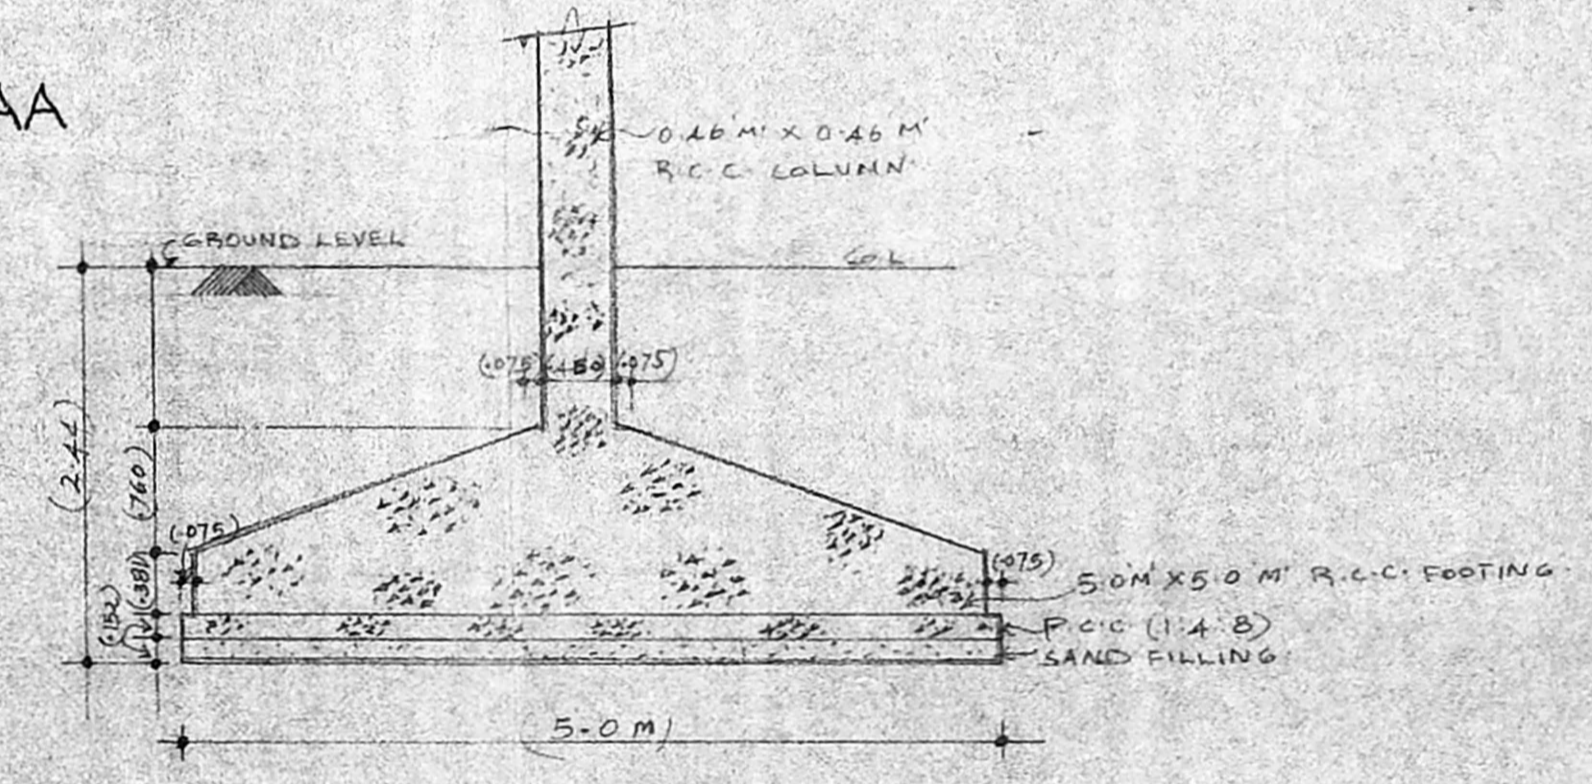 AA
0.46 M' X 0.46 M'
R.C.C. COLUMN
GROUND LEVEL
G.L
(.075)
(.075)
(2.44)
(.760)
(.075)
(.381)
(.152)
(.075)
5.0 M' X 5.0 M' R.C.C. FOOTING
P.C.C (1:4:8)
SAND FILLING
(5-0 M)